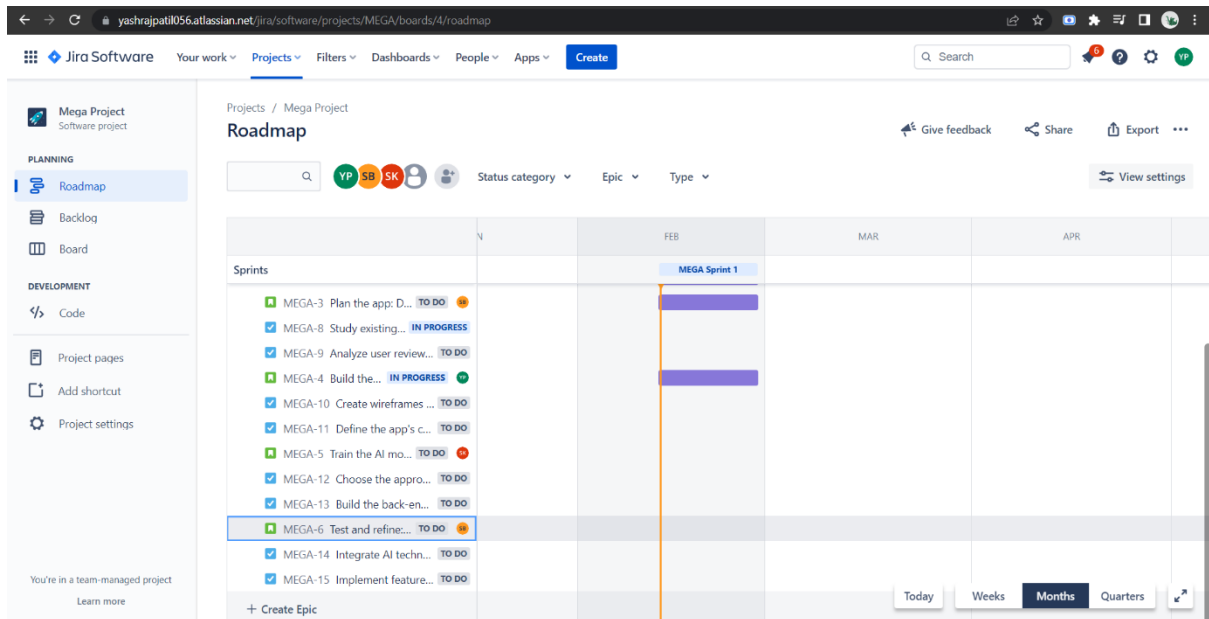 yashrajpatil056.atlassian.net/jira/software/projects/MEGA/boards/4/roadmap
Jira Software Your work Projects Filters Dashboards People Apps Create Search 6 YP
Mega Project
Software project
PLANNING
Roadmap
Backlog
Board
DEVELOPMENT
Code
Project pages
Add shortcut
Project settings
You're in a team-managed project
Learn more
Projects / Mega Project
Roadmap
Give feedback Share Export
YP SB SK Status category Epic Type View settings
N FEB MAR APR
Sprints MEGA Sprint 1
MEGA-3 Plan the app: D... TO DO SB
MEGA-8 Study existing... IN PROGRESS
MEGA-9 Analyze user review... TO DO
MEGA-4 Build the... IN PROGRESS YP
MEGA-10 Create wireframes ... TO DO
MEGA-11 Define the app's c... TO DO
MEGA-5 Train the AI mo... TO DO SK
MEGA-12 Choose the appro... TO DO
MEGA-13 Build the back-en... TO DO
MEGA-6 Test and refine:... TO DO SB
MEGA-14 Integrate AI techn... TO DO
MEGA-15 Implement feature... TO DO
+ Create Epic
Today Weeks Months Quarters